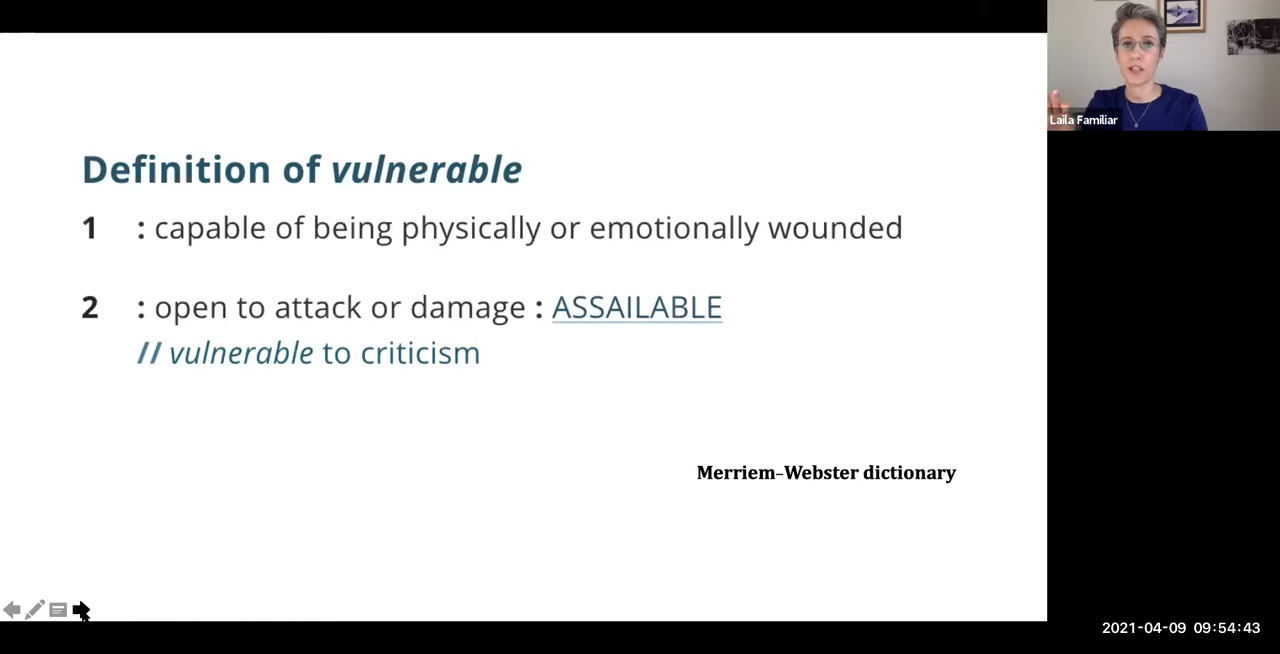 Laila Familiar
Definition of vulnerable
1 : capable of being physically or emotionally wounded
2 : open to attack or damage : ASSAILABLE
// vulnerable to criticism
Merriem-Webster dictionary
2021-04-09 09:54:43